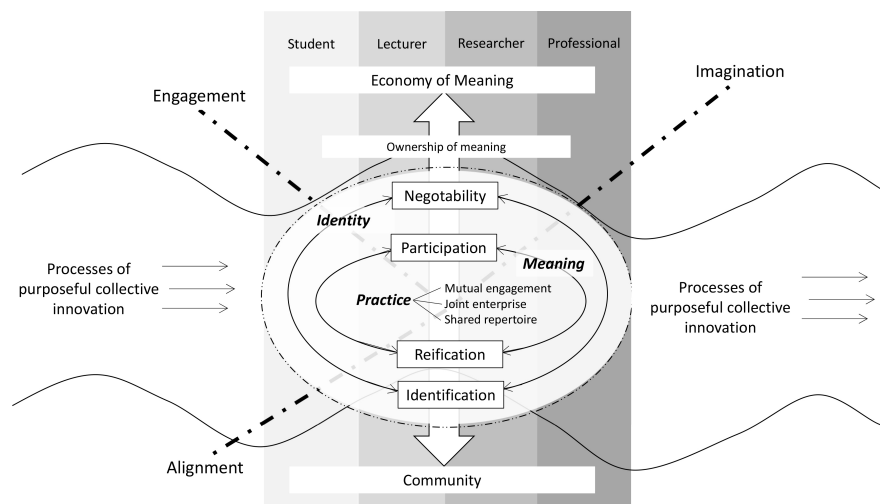 Student Lecturer Researcher Professional
Economy of Meaning
Imagination
Engagement
Ownership of meaning
Negotability
Identity
Participation
Meaning
Processes of
purposeful collective
innovation
Practice
Mutual engagement
Joint enterprise
Shared repertoire
Processes of
purposeful collective
innovation
Reification
Identification
Alignment
Community